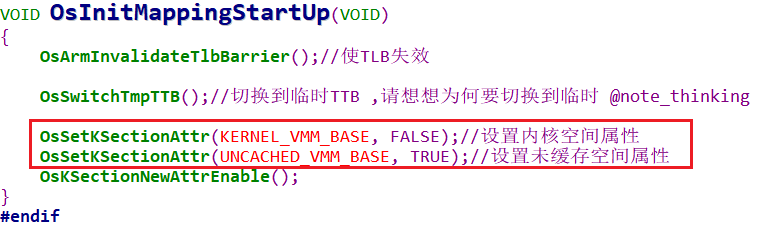 VOID OsInitMappingStartUp(VOID)
{
OsArmInvalidateTlbBarrier();//使TLB失效
OsSwitchTmpTTB();//切换到临时TTB ,请想想为何要切换到临时 @note_thinking
OsSetKSectionAttr(KERNEL_VMM_BASE, FALSE);//设置内核空间属性
OsSetKSectionAttr(UNCACHED_VMM_BASE, TRUE);//设置未缓存空间属性
OsKSectionNewAttrEnable();
}
#endif